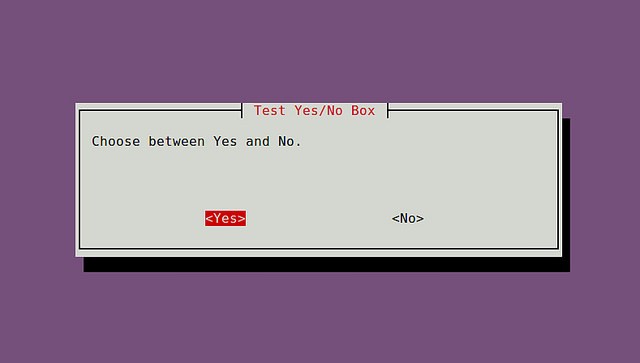 Test Yes/No Box
Choose between Yes and No.
<Yes> <No>